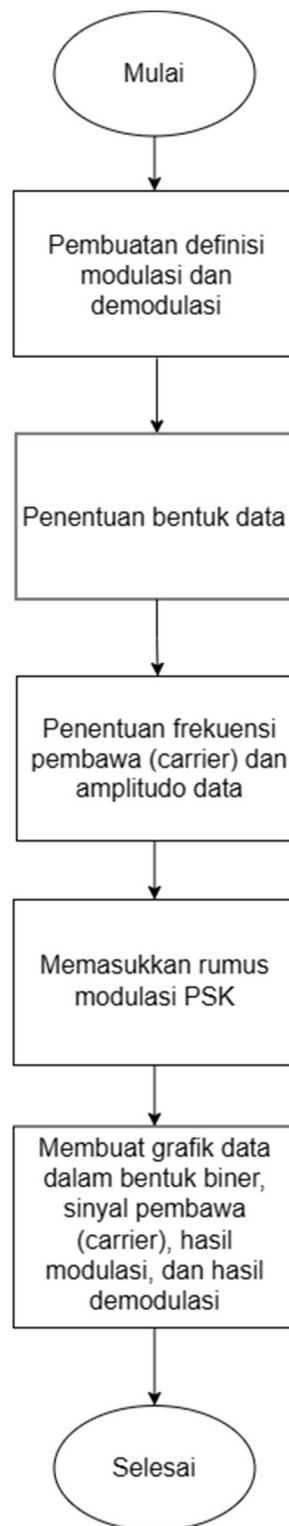 Mulai
Pembuatan definisi
modulasi dan
demodulasi
Penentuan bentuk data
Penentuan frekuensi
pembawa (carrier) dan
amplitudo data
Memasukkan rumus
modulasi PSK
Membuat grafik data
dalam bentuk biner,
sinyal pembawa
(carrier), hasil
modulasi, dan hasil
demodulasi
Selesai